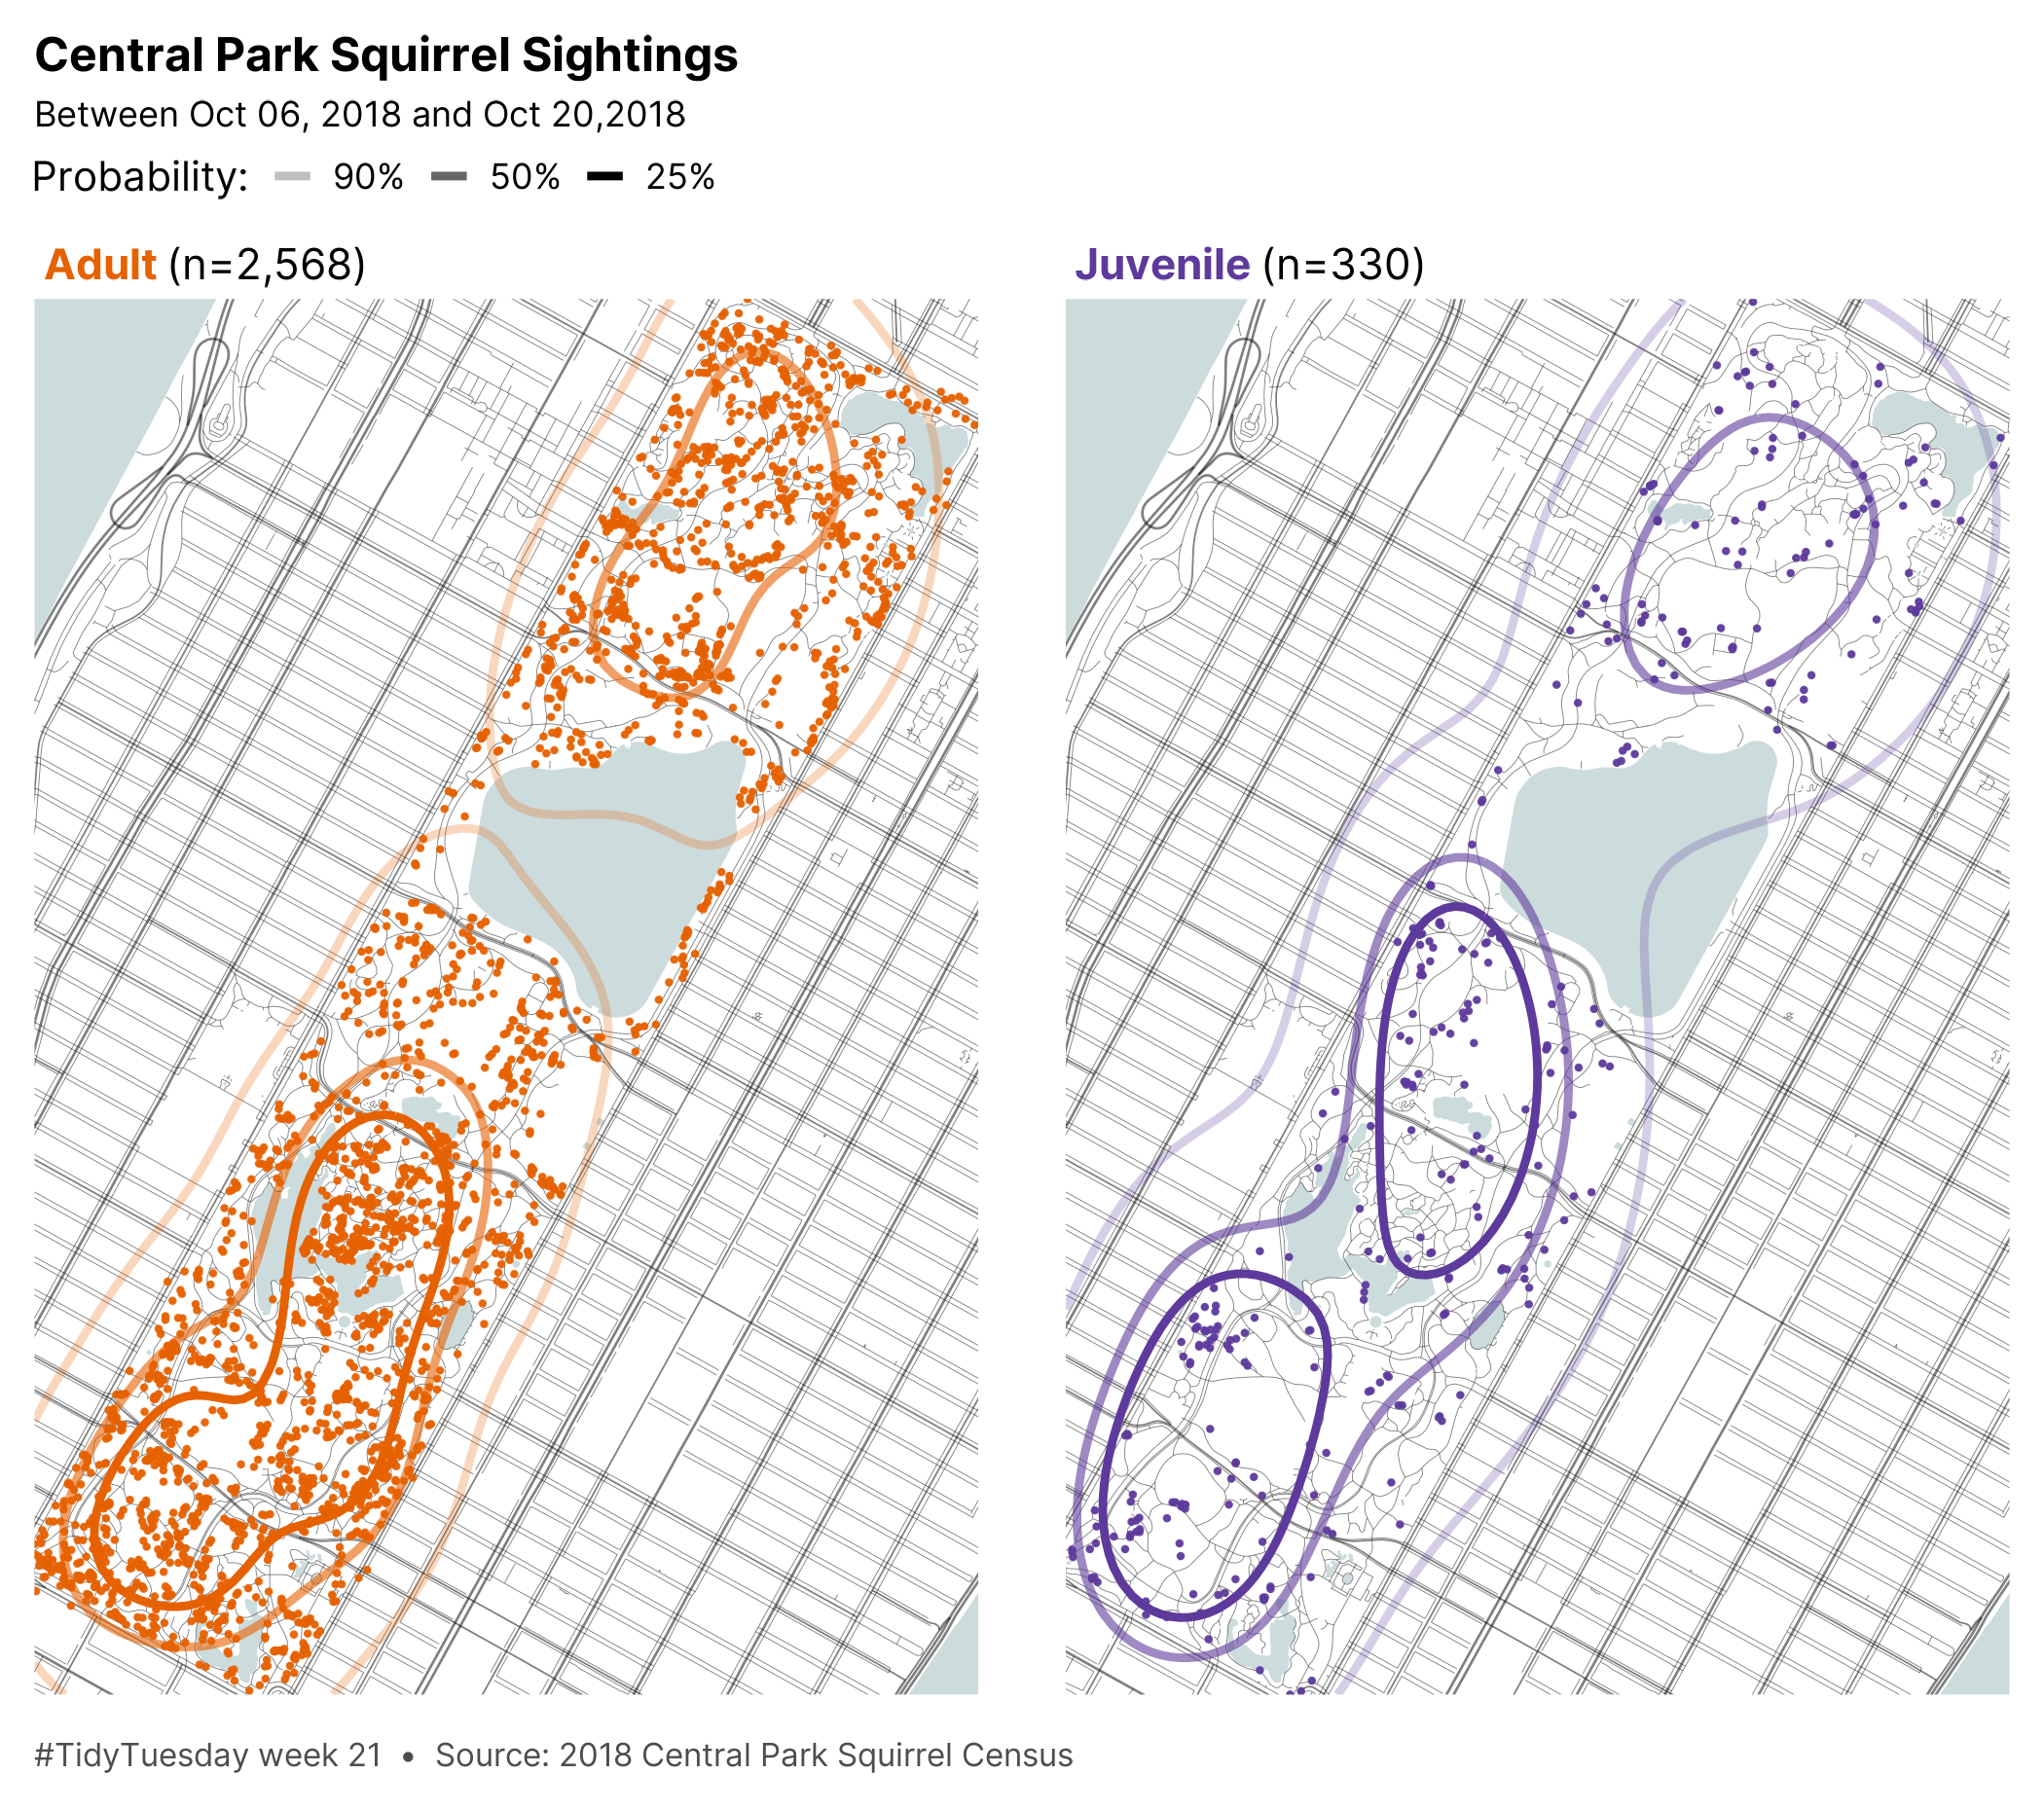 Central Park Squirrel Sightings
Between Oct 06, 2018 and Oct 20,2018
Probability: 90% 50% 25%
Adult (n=2,568)
Juvenile (n=330)
#TidyTuesday week 21 • Source: 2018 Central Park Squirrel Census